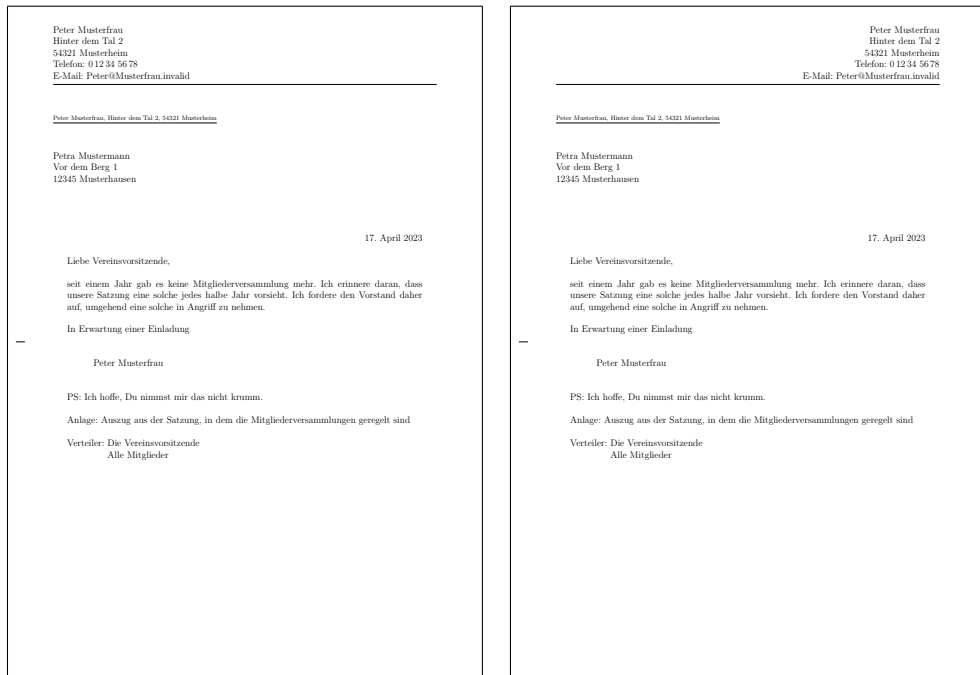 Peter Musterfrau
Hinter dem Tal 2
54321 Musterheim
Telefon: 0 12 34 56 78
E-Mail: Peter@Musterfrau.invalid
Peter Musterfrau, Hinter dem Tal 2, 54321 Musterheim
Petra Mustermann
Vor dem Berg 1
12345 Musterhausen
17. April 2023
Liebe Vereinsvorsitzende,
seit einem Jahr gab es keine Mitgliederversammlung mehr. Ich erinnere daran, dass
unsere Satzung eine solche jedes halbe Jahr vorsieht. Ich fordere den Vorstand daher
auf, umgehend eine solche in Angriff zu nehmen.
In Erwartung einer Einladung
Peter Musterfrau
PS: Ich hoffe, Du nimmst mir das nicht krumm.
Anlage: Auszug aus der Satzung, in dem die Mitgliederversammlungen geregelt sind
Verteiler: Die Vereinsvorsitzende
Alle Mitglieder
Peter Musterfrau
Hinter dem Tal 2
54321 Musterheim
Telefon: 0 12 34 56 78
E-Mail: Peter@Musterfrau.invalid
Peter Musterfrau, Hinter dem Tal 2, 54321 Musterheim
Petra Mustermann
Vor dem Berg 1
12345 Musterhausen
17. April 2023
Liebe Vereinsvorsitzende,
seit einem Jahr gab es keine Mitgliederversammlung mehr. Ich erinnere daran, dass
unsere Satzung eine solche jedes halbe Jahr vorsieht. Ich fordere den Vorstand daher
auf, umgehend eine solche in Angriff zu nehmen.
In Erwartung einer Einladung
Peter Musterfrau
PS: Ich hoffe, Du nimmst mir das nicht krumm.
Anlage: Auszug aus der Satzung, in dem die Mitgliederversammlungen geregelt sind
Verteiler: Die Vereinsvorsitzende
Alle Mitglieder